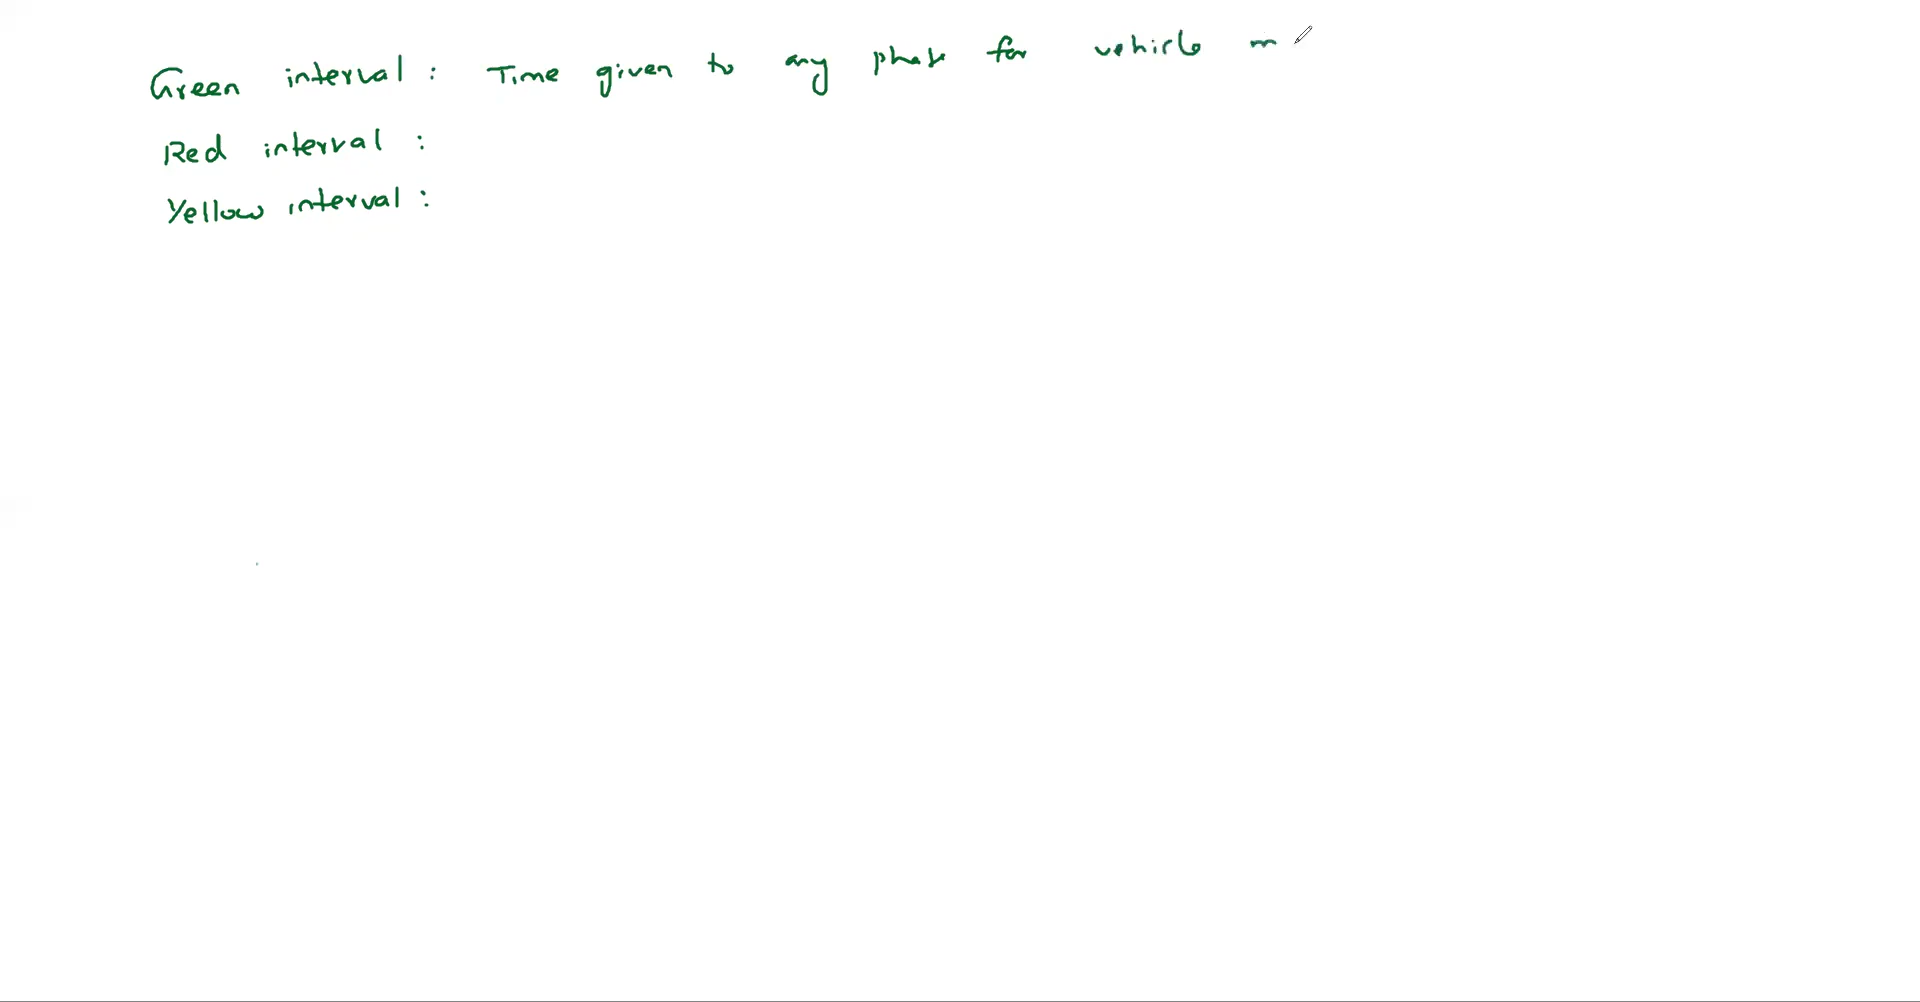 Green interval : Time given to any phase for vehicle m
Red interval :
Yellow interval :